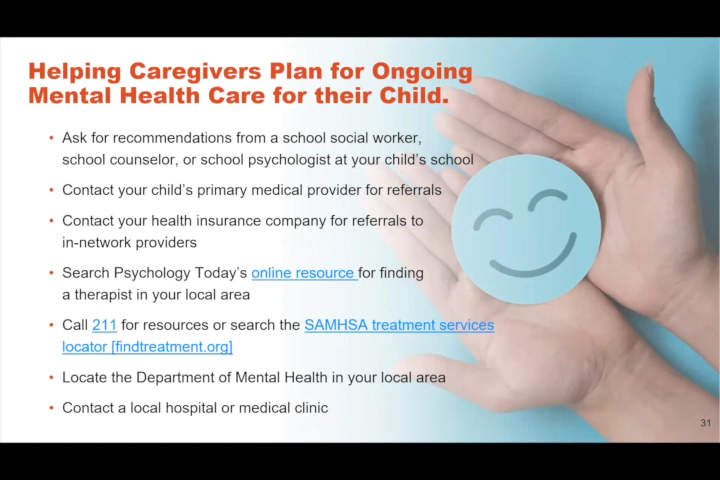 Helping Caregivers Plan for Ongoing
Mental Health Care for their Child.
• Ask for recommendations from a school social worker,
school counselor, or school psychologist at your child's school
• Contact your child's primary medical provider for referrals
• Contact your health insurance company for referrals to
in-network providers
• Search Psychology Today's online resource for finding
a therapist in your local area
• Call 211 for resources or search the SAMHSA treatment services
locator [findtreatment.org]
• Locate the Department of Mental Health in your local area
• Contact a local hospital or medical clinic
31